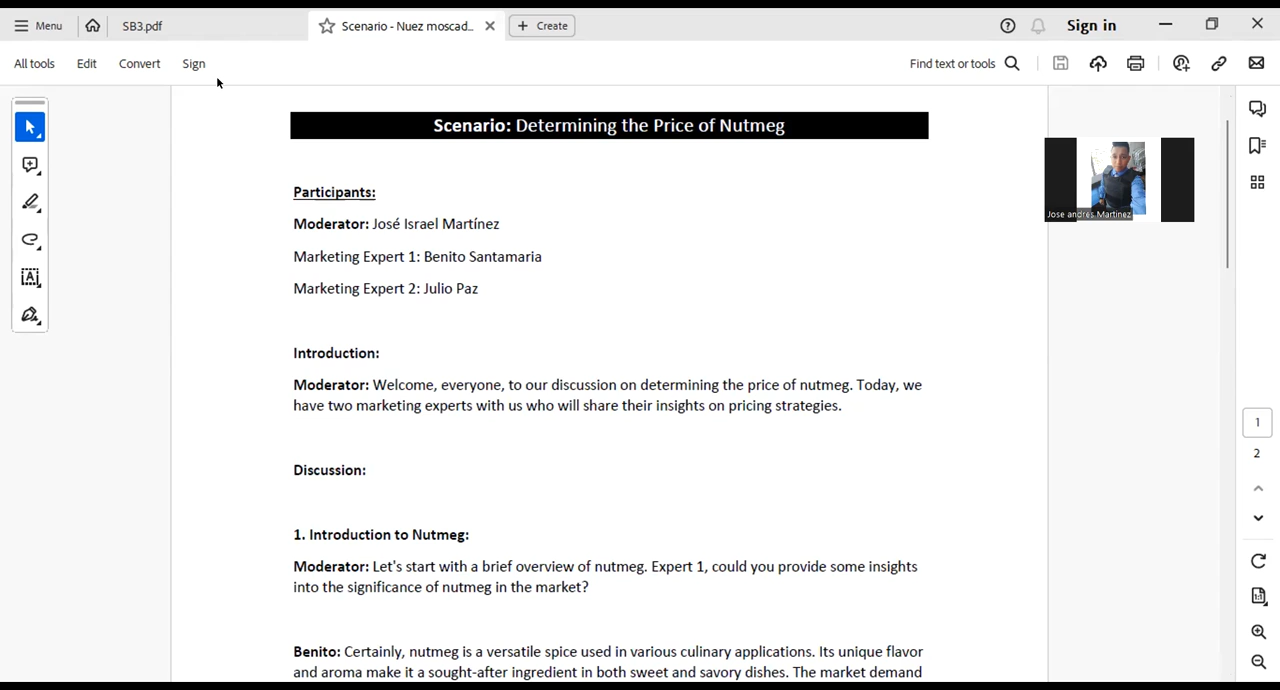 Menu
SB3.pdf
Scenario - Nuez moscad...
Create
Sign in
All tools
Edit
Convert
Sign
Find text or tools
Scenario: Determining the Price of Nutmeg
Participants:
Moderator: José Israel Martínez
Marketing Expert 1: Benito Santamaria
Marketing Expert 2: Julio Paz
Jose andres Martinez
Introduction:
Moderator: Welcome, everyone, to our discussion on determining the price of nutmeg. Today, we
have two marketing experts with us who will share their insights on pricing strategies.
Discussion:
1
2
1. Introduction to Nutmeg:
Moderator: Let's start with a brief overview of nutmeg. Expert 1, could you provide some insights
into the significance of nutmeg in the market?
Benito: Certainly, nutmeg is a versatile spice used in various culinary applications. Its unique flavor
and aroma make it a sought-after ingredient in both sweet and savory dishes. The market demand